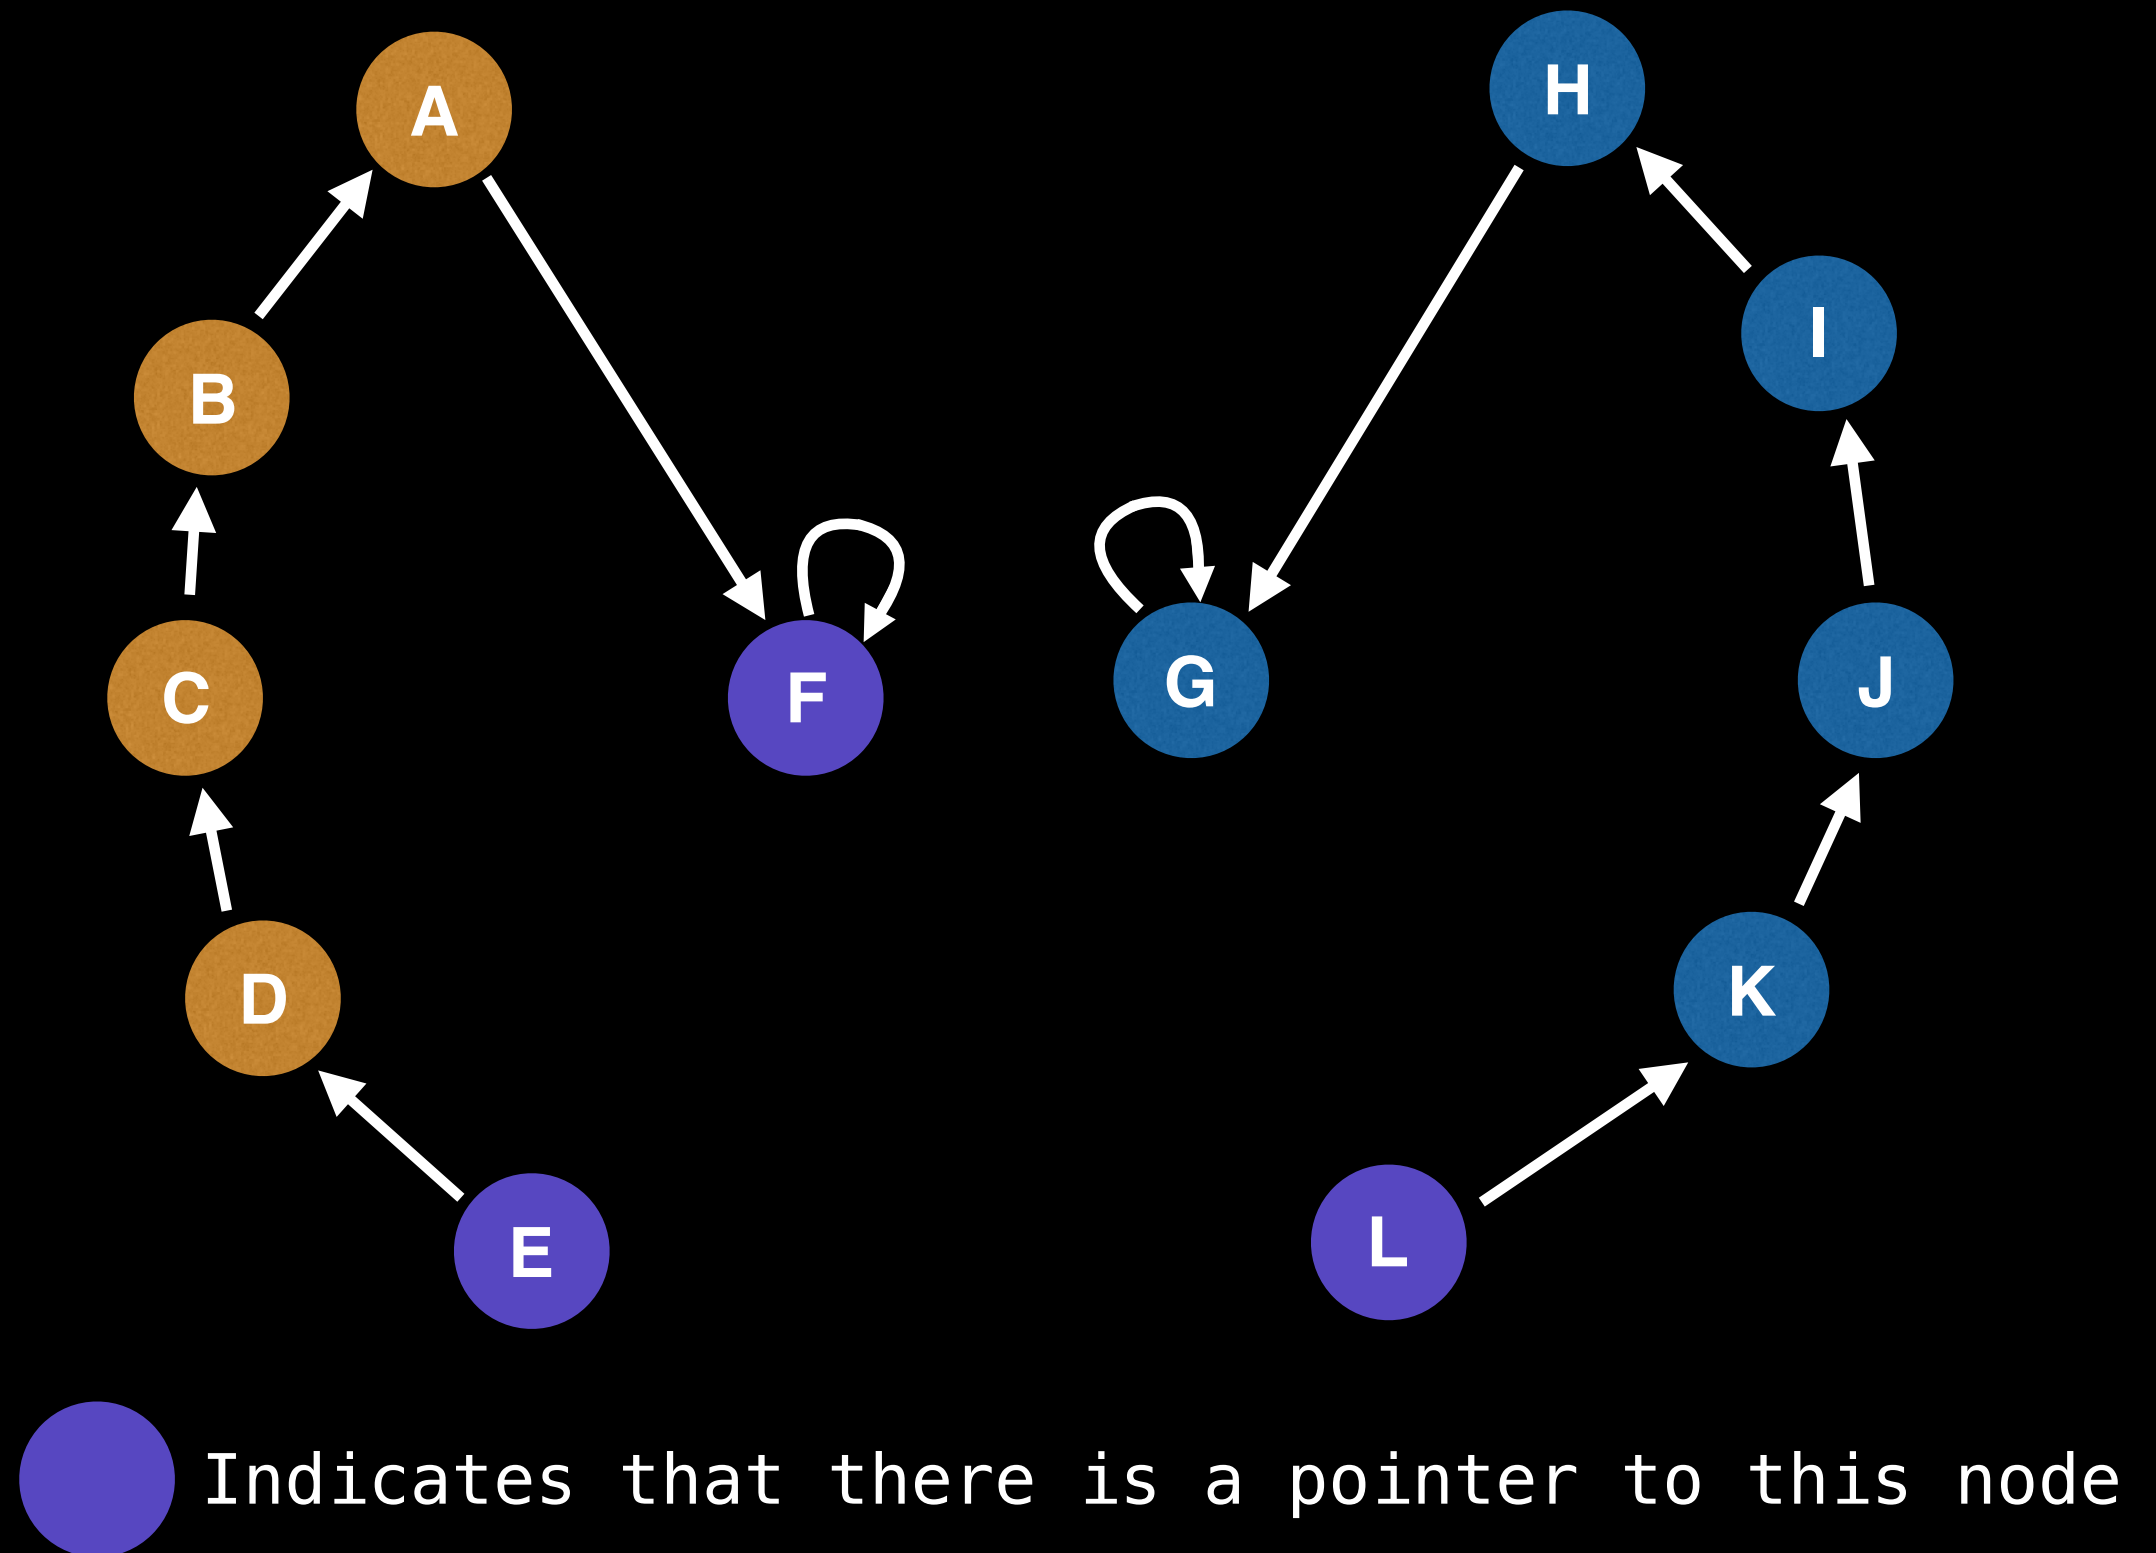 A
H
B
I
C
F
G
J
D
K
E
L
Indicates that there is a pointer to this node